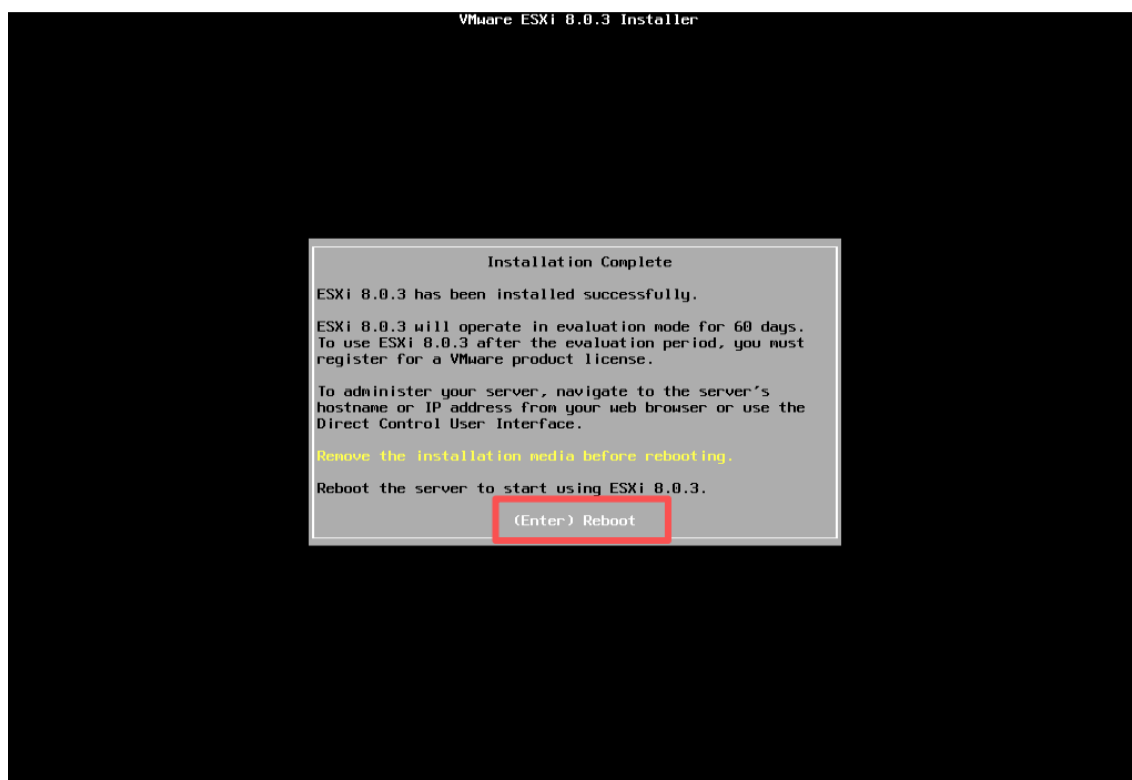 VMware ESXi 8.0.3 Installer
Installation Complete
ESXi 8.0.3 has been installed successfully.
ESXi 8.0.3 will operate in evaluation mode for 60 days.
To use ESXi 8.0.3 after the evaluation period, you must
register for a VMware product license.
To administer your server, navigate to the server's
hostname or IP address from your web browser or use the
Direct Control User Interface.
Remove the installation media before rebooting.
Reboot the server to start using ESXi 8.0.3.
(Enter) Reboot